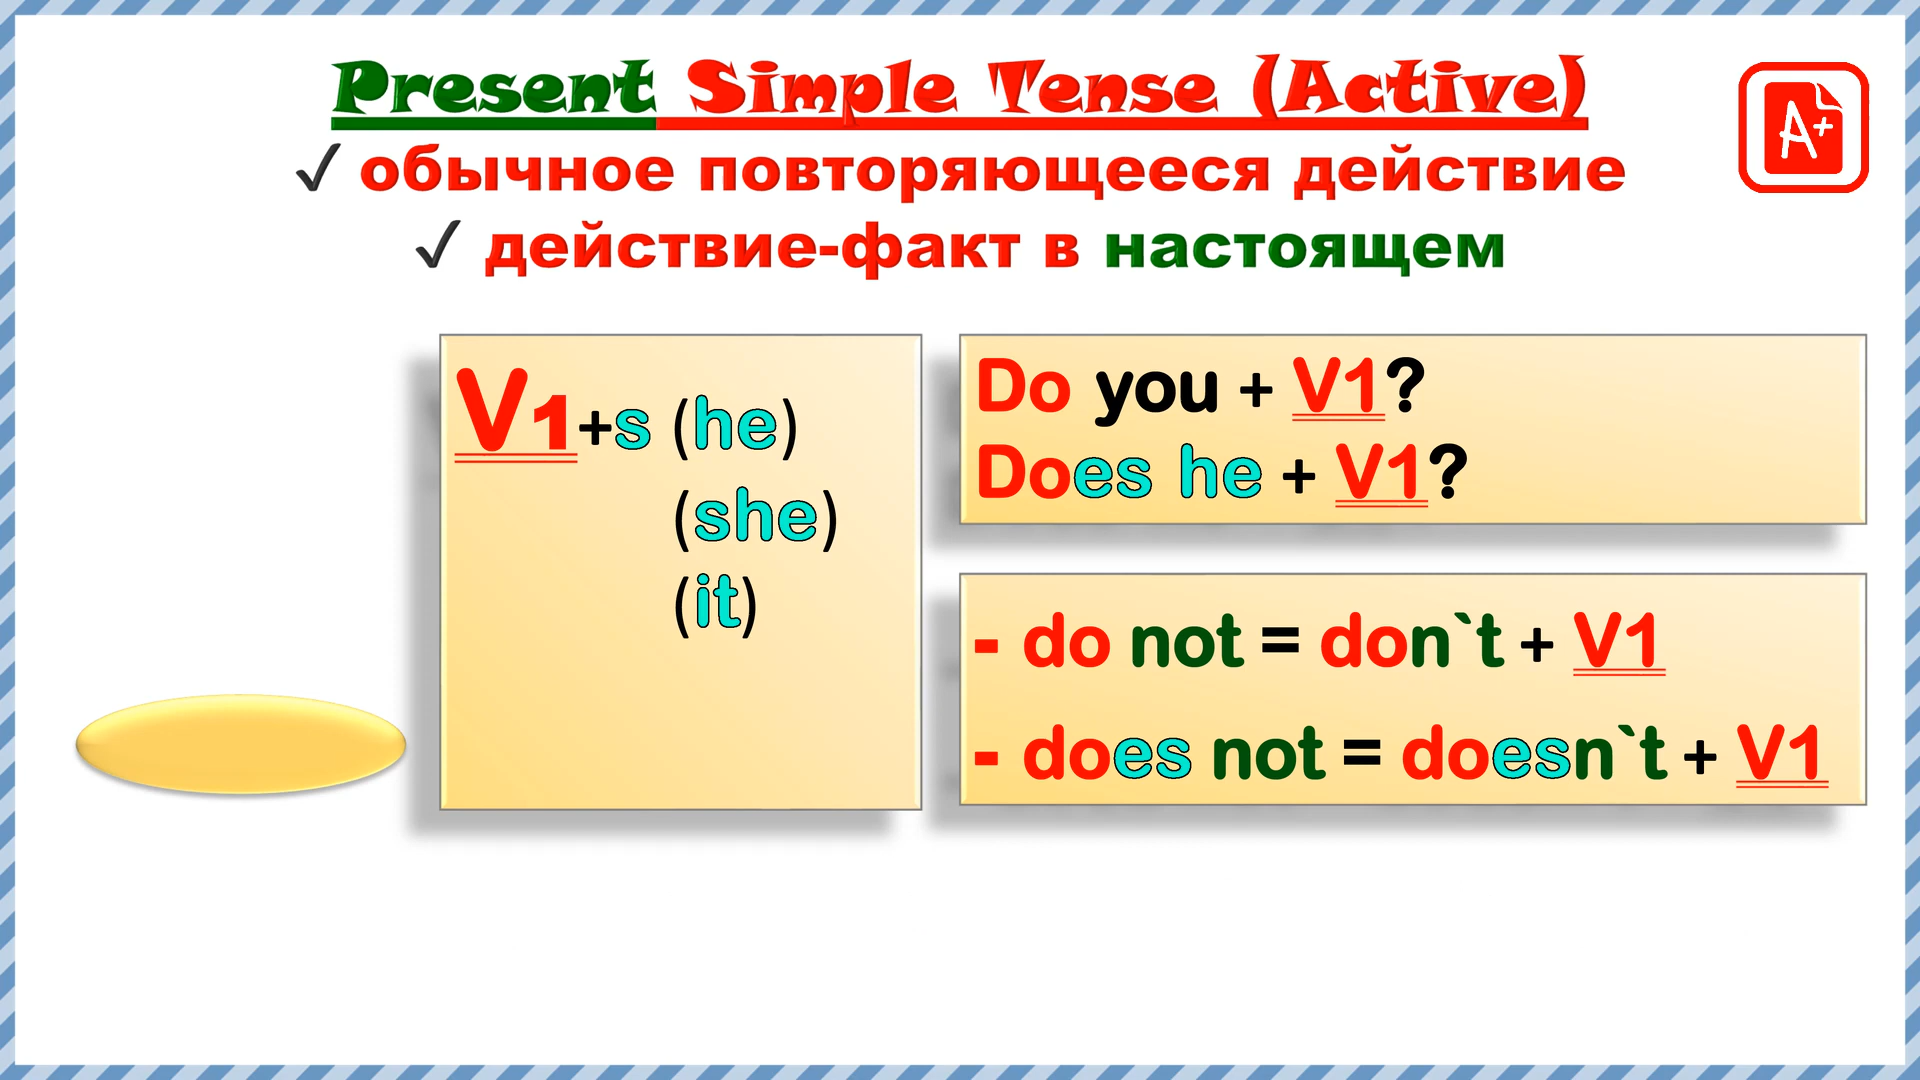 Present Simple Tense (Active)
✓ обычное повторяющееся действие
✓ действие-факт в настоящем
A+
V1+s (he)
(she)
(it)
Do you + V1?
Does he + V1?
- do not = don`t + V1
- does not = doesn`t + V1